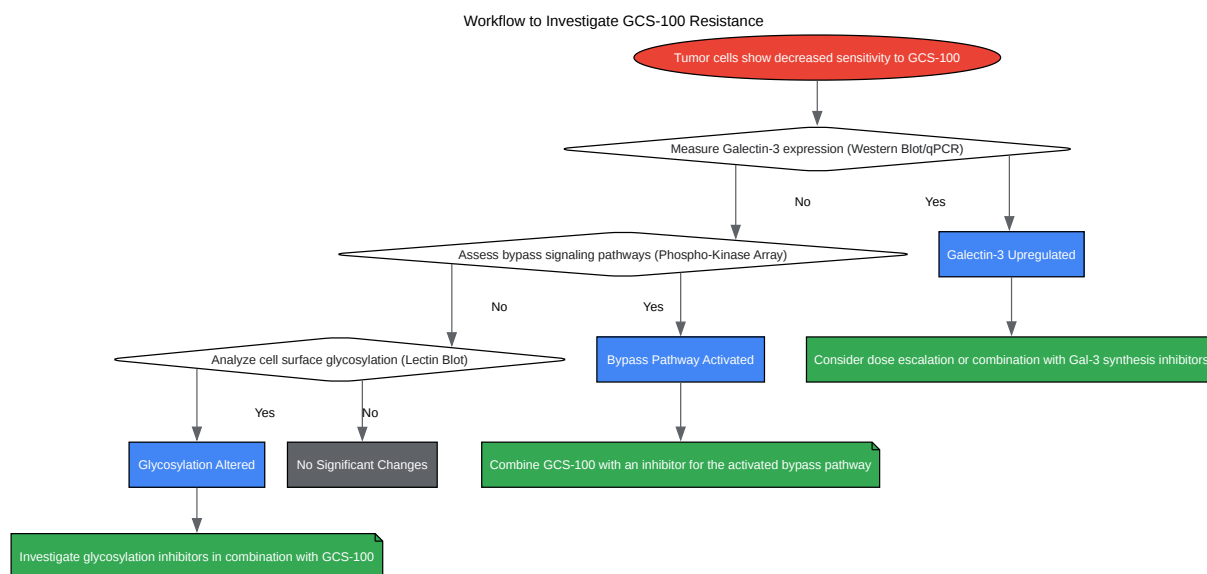 Workflow to Investigate GCS-100 Resistance
Tumor cells show decreased sensitivity to GCS-100
Measure Galectin-3 expression (Western Blot/qPCR)
No
Yes
Assess bypass signaling pathways (Phospho-Kinase Array)
Galectin-3 Upregulated
No
Yes
Analyze cell surface glycosylation (Lectin Blot)
Bypass Pathway Activated
Consider dose escalation or combination with Gal-3 synthesis inhibitors
Yes
No
Glycosylation Altered
No Significant Changes
Combine GCS-100 with an inhibitor for the activated bypass pathway
Investigate glycosylation inhibitors in combination with GCS-100